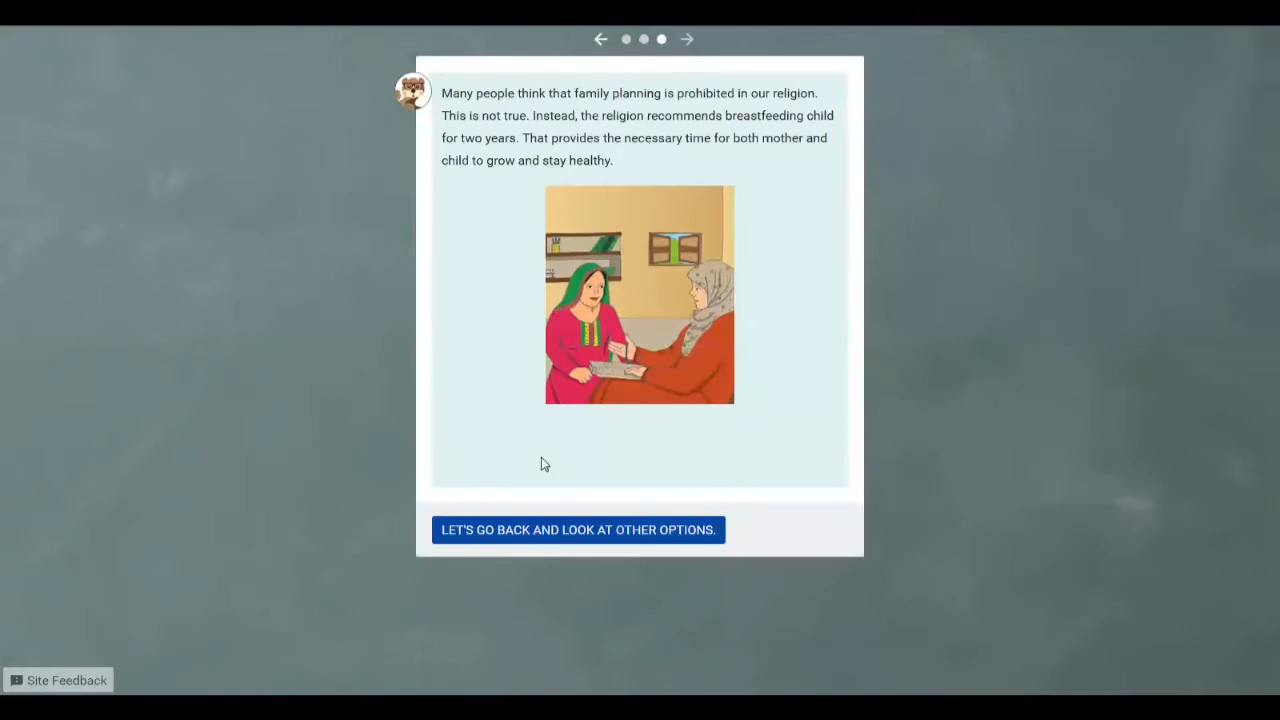 Many people think that family planning is prohibited in our religion.
This is not true. Instead, the religion recommends breastfeeding child
for two years. That provides the necessary time for both mother and
child to grow and stay healthy.
LET'S GO BACK AND LOOK AT OTHER OPTIONS.
Site Feedback